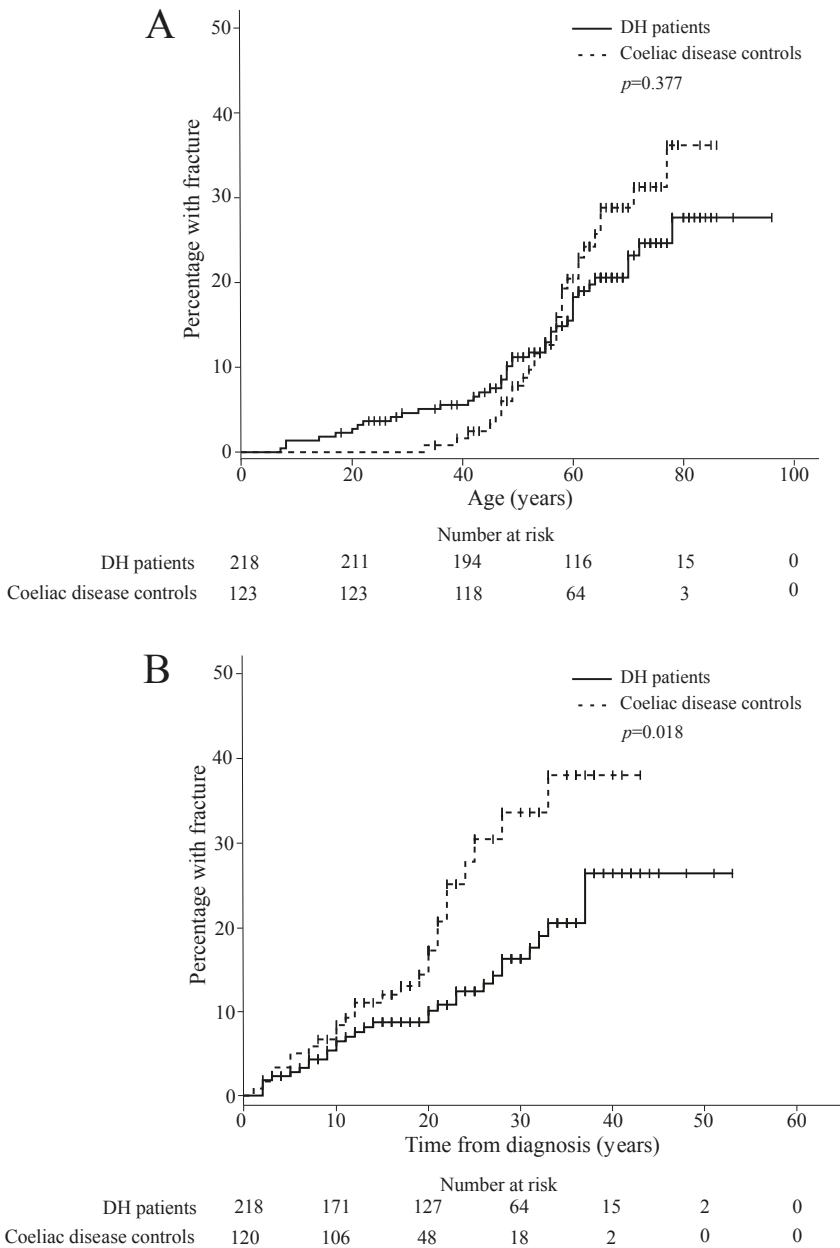 A
DH patients
Coeliac disease controls
p=0.377
50
40
30
20
10
0
Percentage with fracture
0 20 40 60 80 100
Age (years)
Number at risk
DH patients 218 211 194 116 15 0
Coeliac disease controls 123 123 118 64 3 0
B
DH patients
Coeliac disease controls
p=0.018
50
40
30
20
10
0
Percentage with fracture
0 10 20 30 40 50 60
Time from diagnosis (years)
Number at risk
DH patients 218 171 127 64 15 2 0
Coeliac disease controls 120 106 48 18 2 0 0